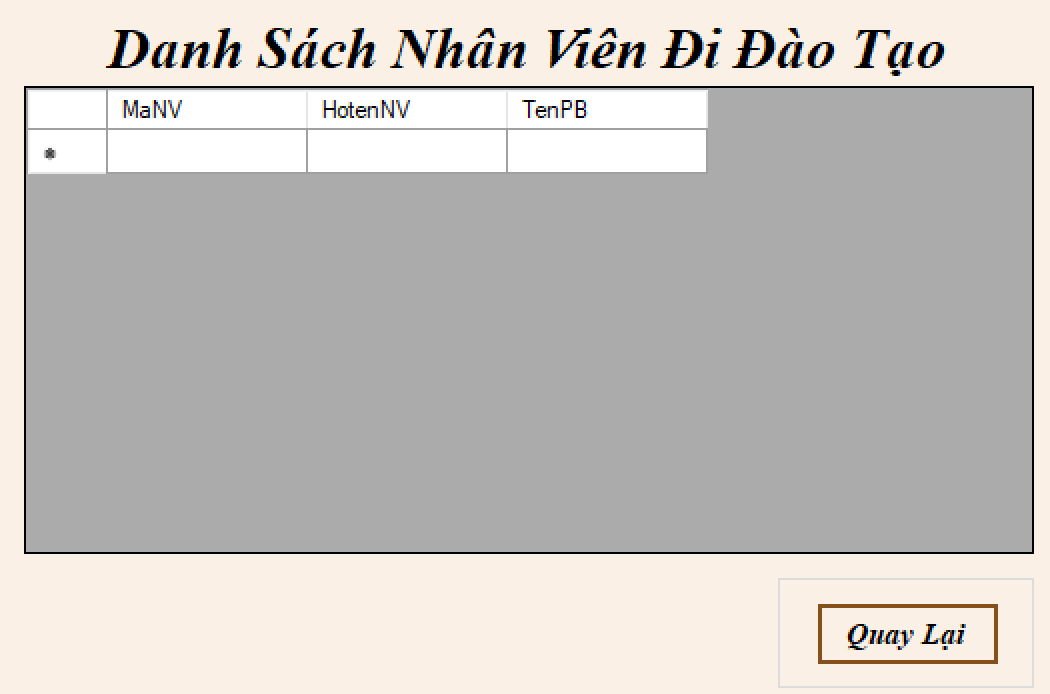 Danh Sách Nhân Viên Đi Đào Tạo
MaNV HotenNV TenPB
Quay Lại